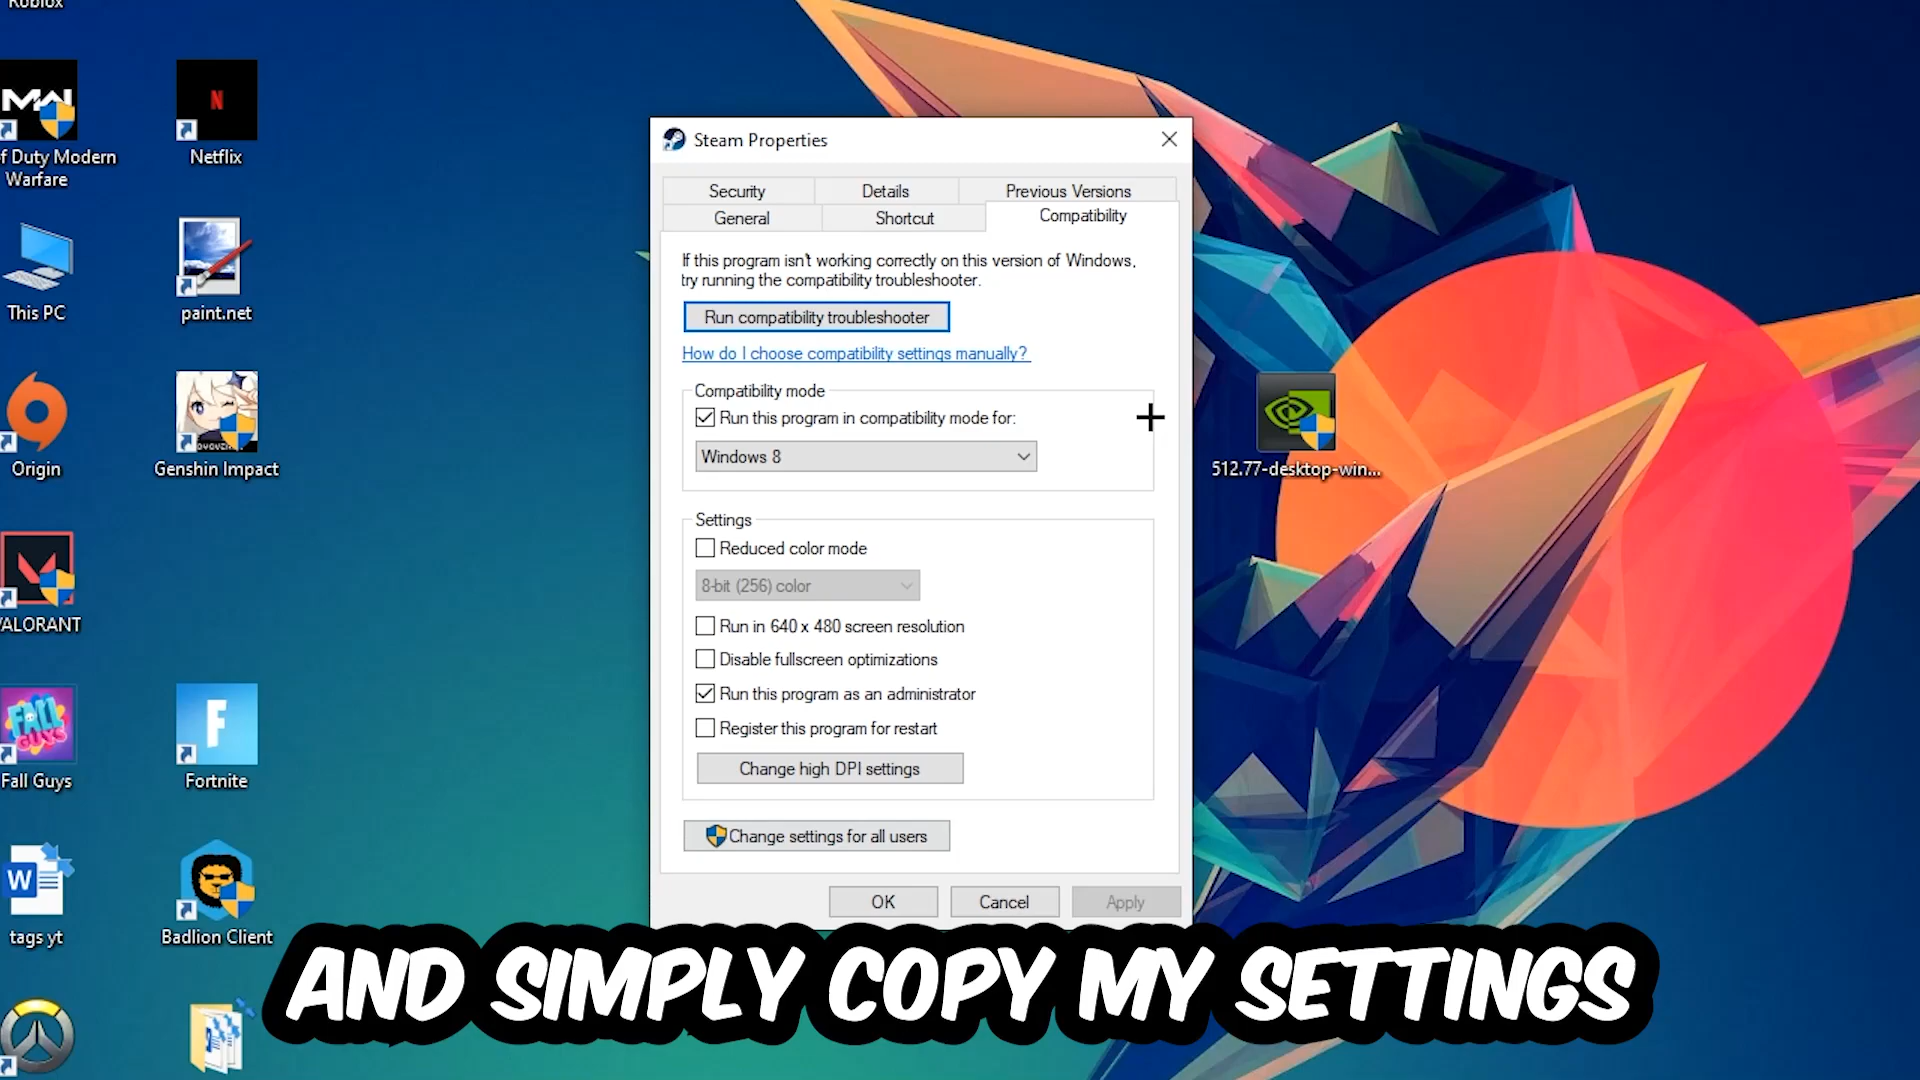 Roblox
f Duty Modern
Warfare
Netflix
This PC
paint.net
Origin
Genshin Impact
VALORANT
Fall Guys
Fortnite
tags yt
Badlion Client
Steam Properties
Security
Details
Previous Versions
General
Shortcut
Compatibility
If this program isn't working correctly on this version of Windows,
try running the compatibility troubleshooter.
Run compatibility troubleshooter
How do I choose compatibility settings manually?
Compatibility mode
Run this program in compatibility mode for:
Windows 8
Settings
Reduced color mode
8-bit (256) color
Run in 640 x 480 screen resolution
Disable fullscreen optimizations
Run this program as an administrator
Register this program for restart
Change high DPI settings
Change settings for all users
OK
Cancel
Apply
512.77-desktop-win...
AND SIMPLY COPY MY SETTINGS